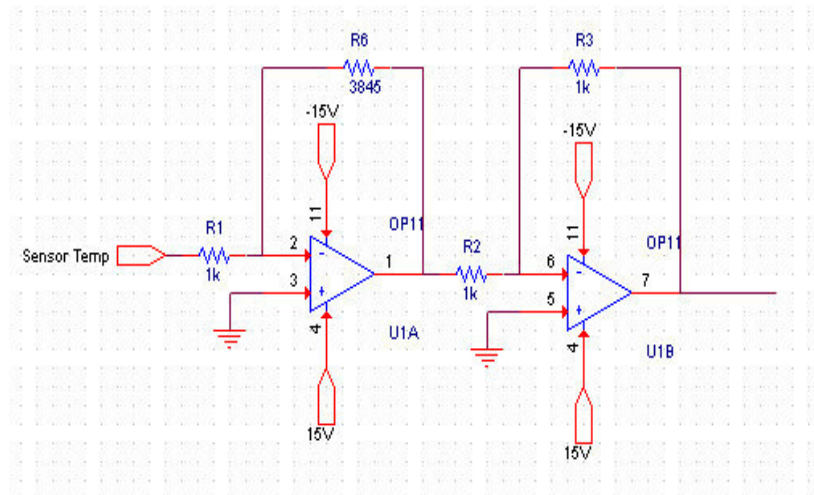 R6
3845
R3
1k
-15V
-15V
11
11
R1
1k
Sensor Temp
2
3
1
4
OP11
U1A
15V
R2
1k
6
5
7
4
OP11
U1B
15V
-
+
-
+